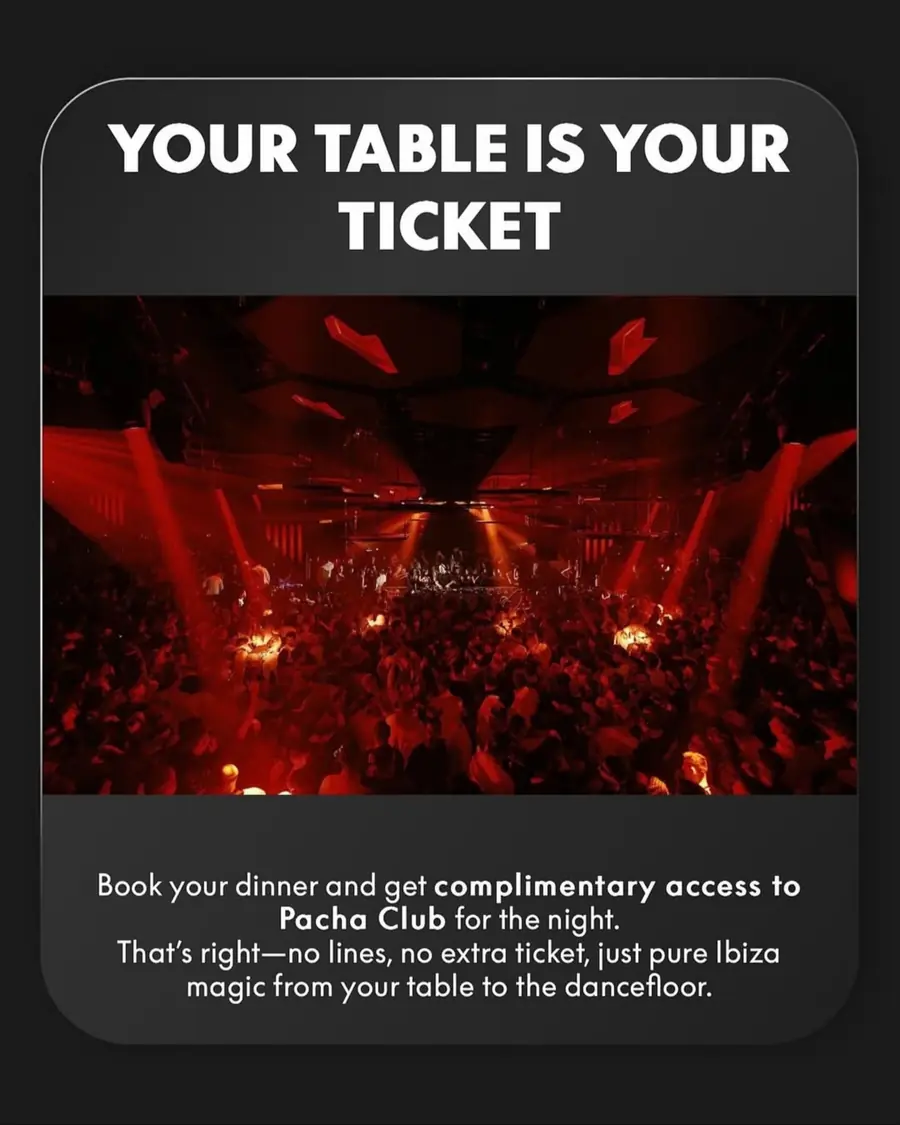 YOUR TABLE IS YOUR
TICKET
Book your dinner and get complimentary access to
Pacha Club for the night.
That's right—no lines, no extra ticket, just pure Ibiza
magic from your table to the dancefloor.